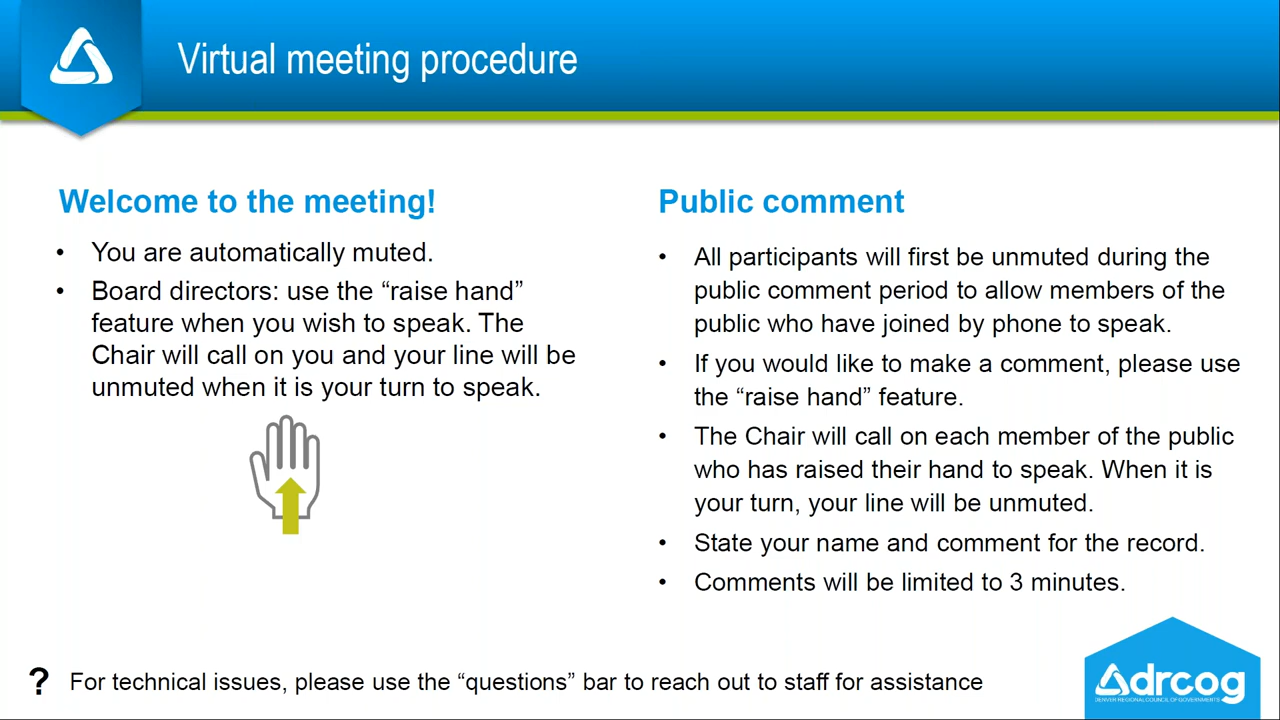 Virtual meeting procedure
Welcome to the meeting!
• You are automatically muted.
• Board directors: use the “raise hand”
feature when you wish to speak. The
Chair will call on you and your line will be
unmuted when it is your turn to speak.
Public comment
• All participants will first be unmuted during the
public comment period to allow members of the
public who have joined by phone to speak.
• If you would like to make a comment, please use
the “raise hand” feature.
• The Chair will call on each member of the public
who has raised their hand to speak. When it is
your turn, your line will be unmuted.
• State your name and comment for the record.
• Comments will be limited to 3 minutes.
? For technical issues, please use the “questions” bar to reach out to staff for assistance
drcog
DENVER REGIONAL COUNCIL OF GOVERNMENTS